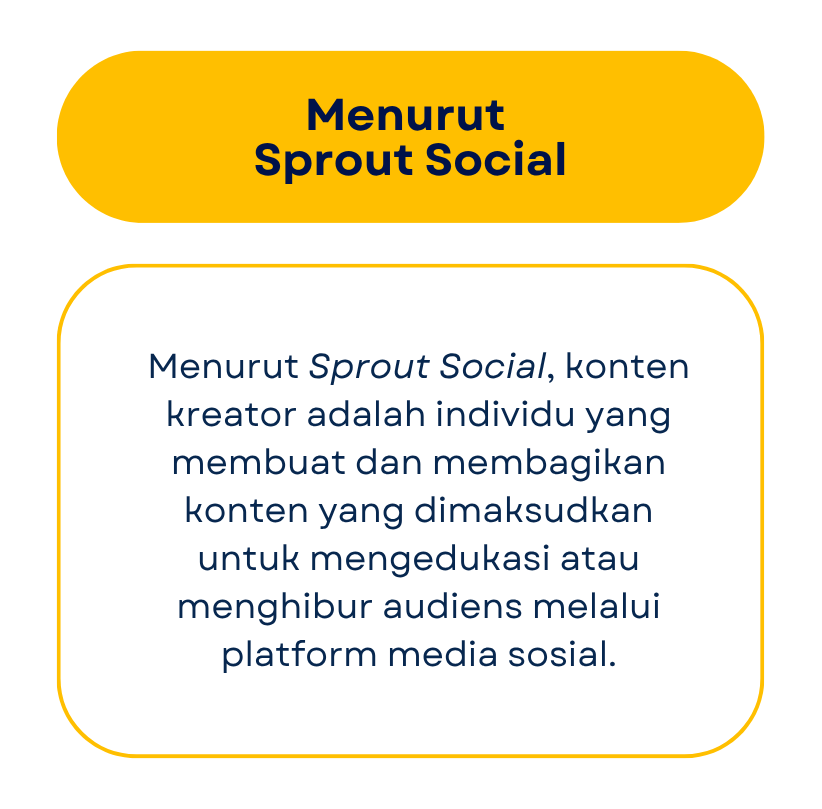 Menurut
Sprout Social
Menurut Sprout Social, konten
kreator adalah individu yang
membuat dan membagikan
konten yang dimaksudkan
untuk mengedukasi atau
menghibur audiens melalui
platform media sosial.